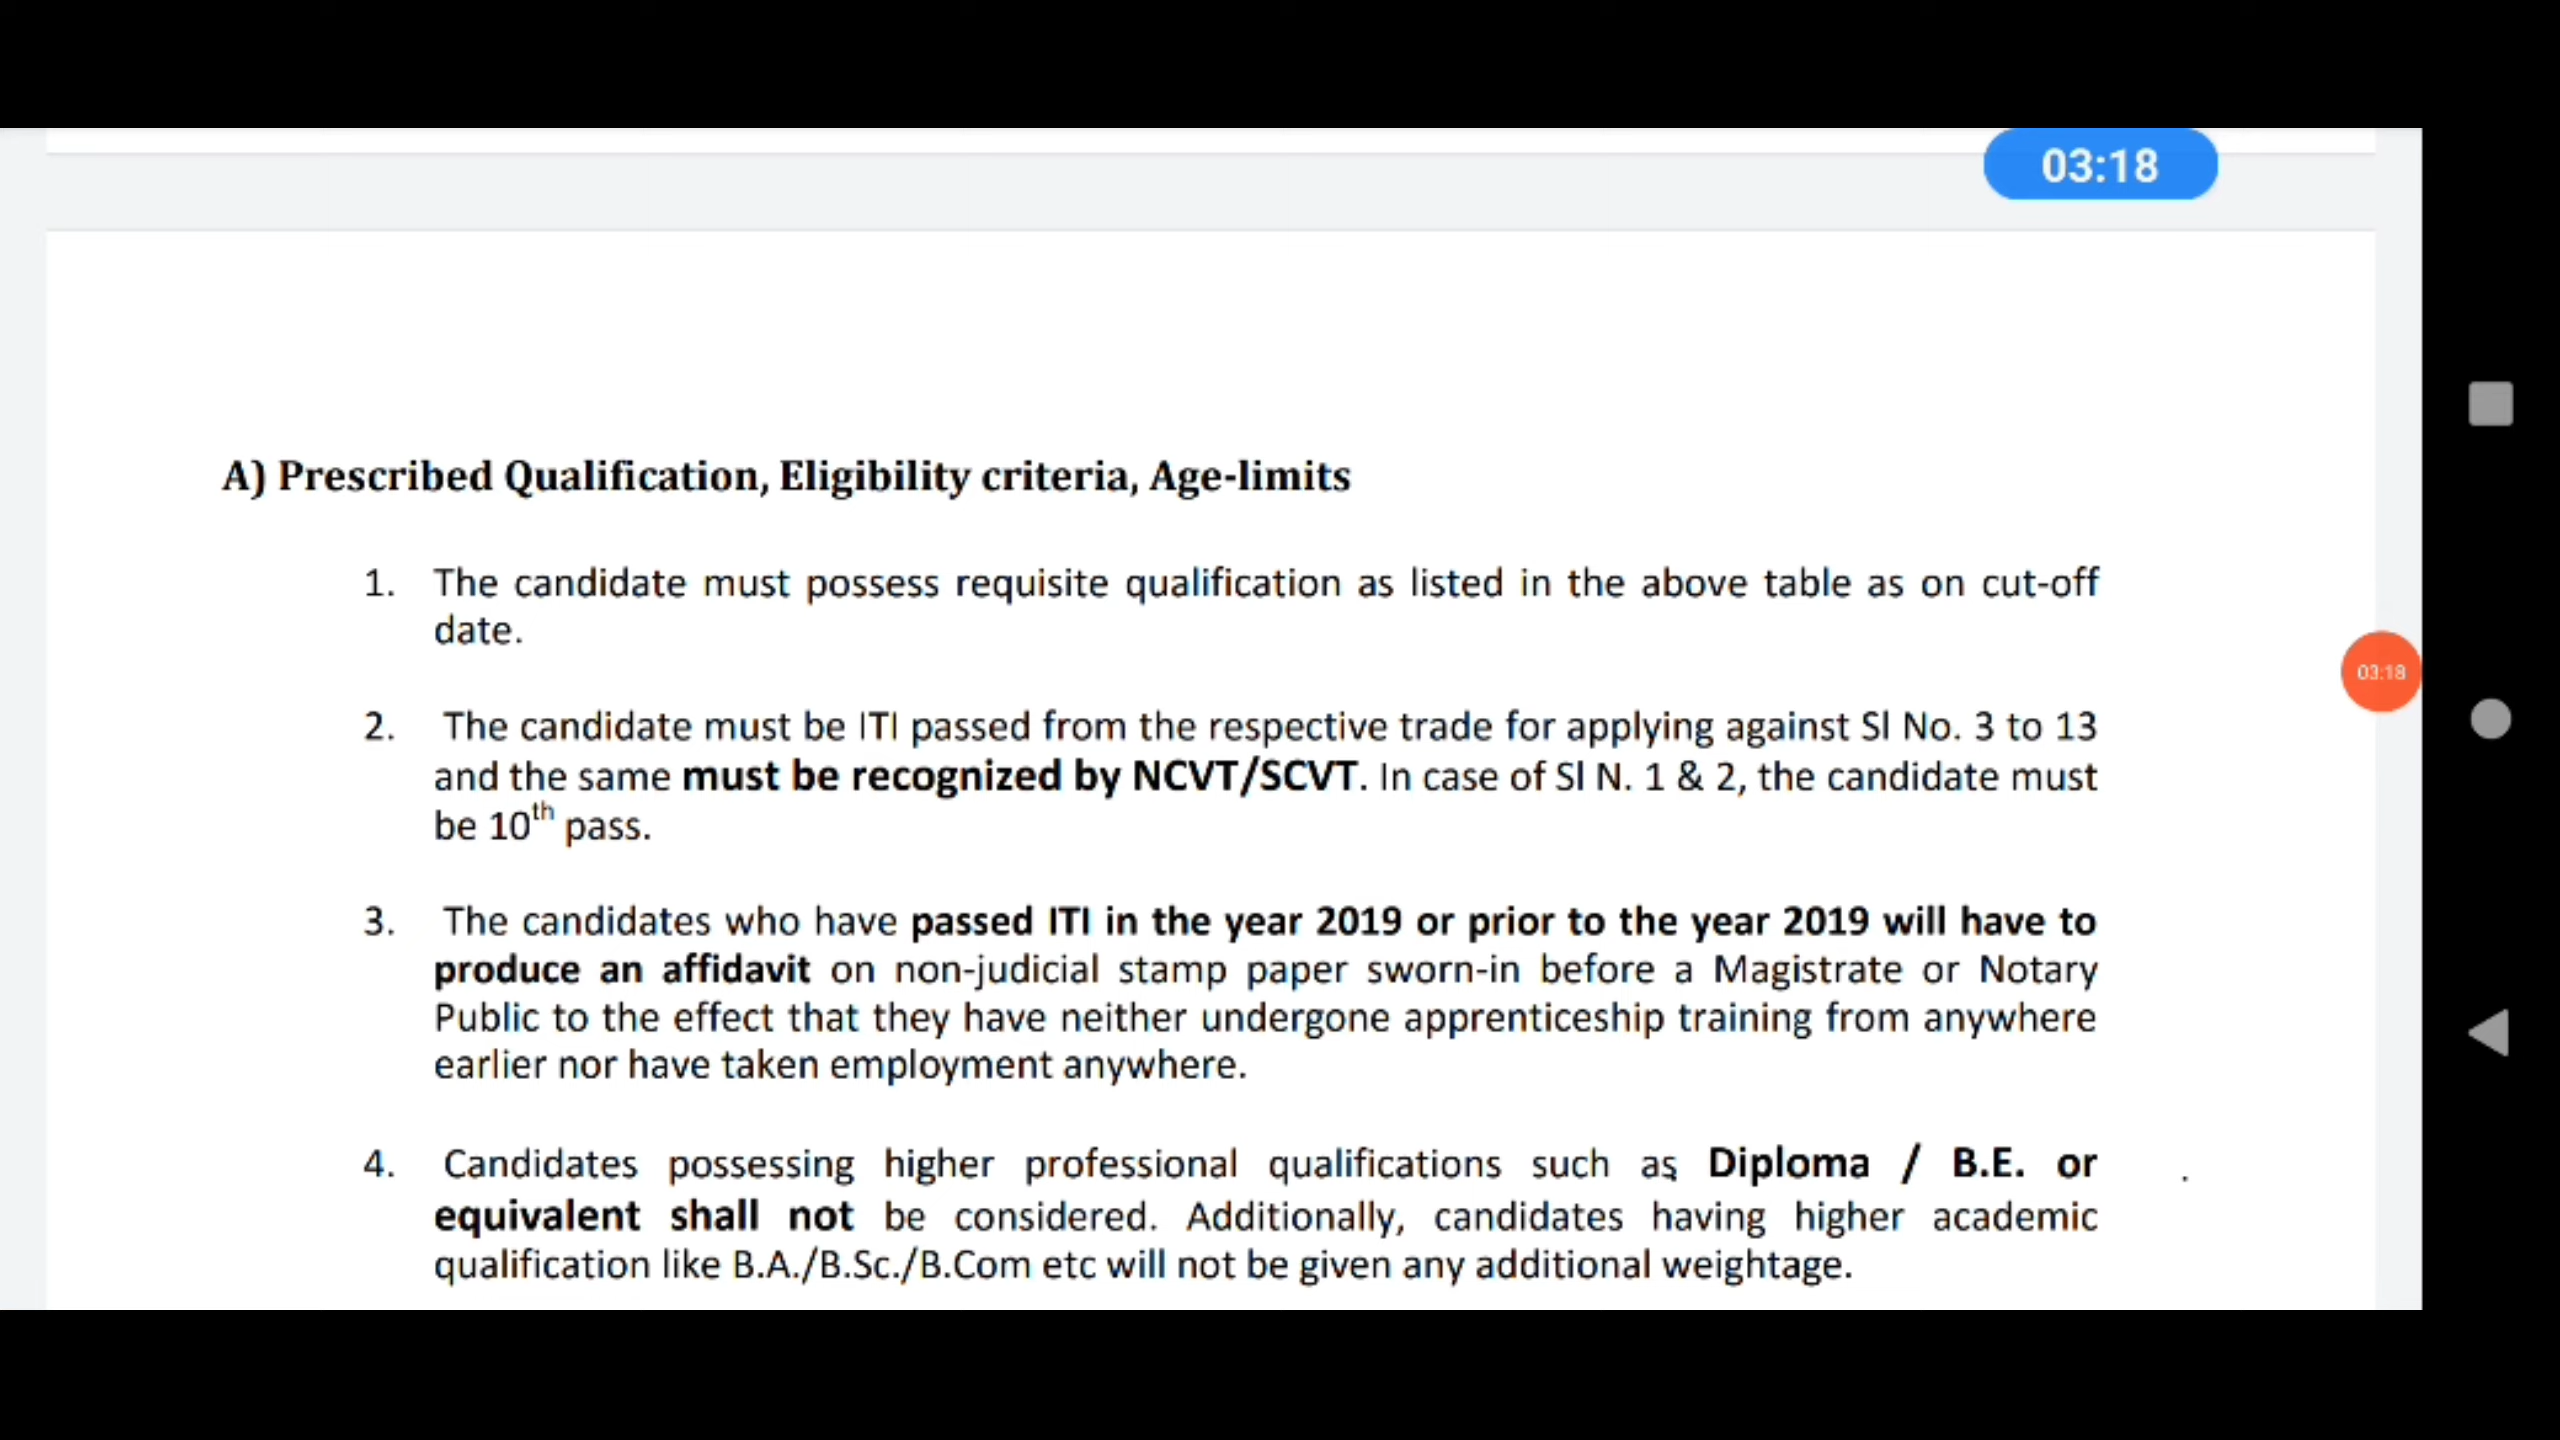 03:18
A) Prescribed Qualification, Eligibility criteria, Age-limits
1. The candidate must possess requisite qualification as listed in the above table as on cut-off
date.
03:18
2. The candidate must be ITI passed from the respective trade for applying against Sl No. 3 to 13
and the same must be recognized by NCVT/SCVT. In case of Sl N. 1 & 2, the candidate must
be 10th pass.
3. The candidates who have passed ITI in the year 2019 or prior to the year 2019 will have to
produce an affidavit on non-judicial stamp paper sworn-in before a Magistrate or Notary
Public to the effect that they have neither undergone apprenticeship training from anywhere
earlier nor have taken employment anywhere.
4. Candidates possessing higher professional qualifications such as Diploma / B.E. or
equivalent shall not be considered. Additionally, candidates having higher academic
qualification like B.A./B.Sc./B.Com etc will not be given any additional weightage.